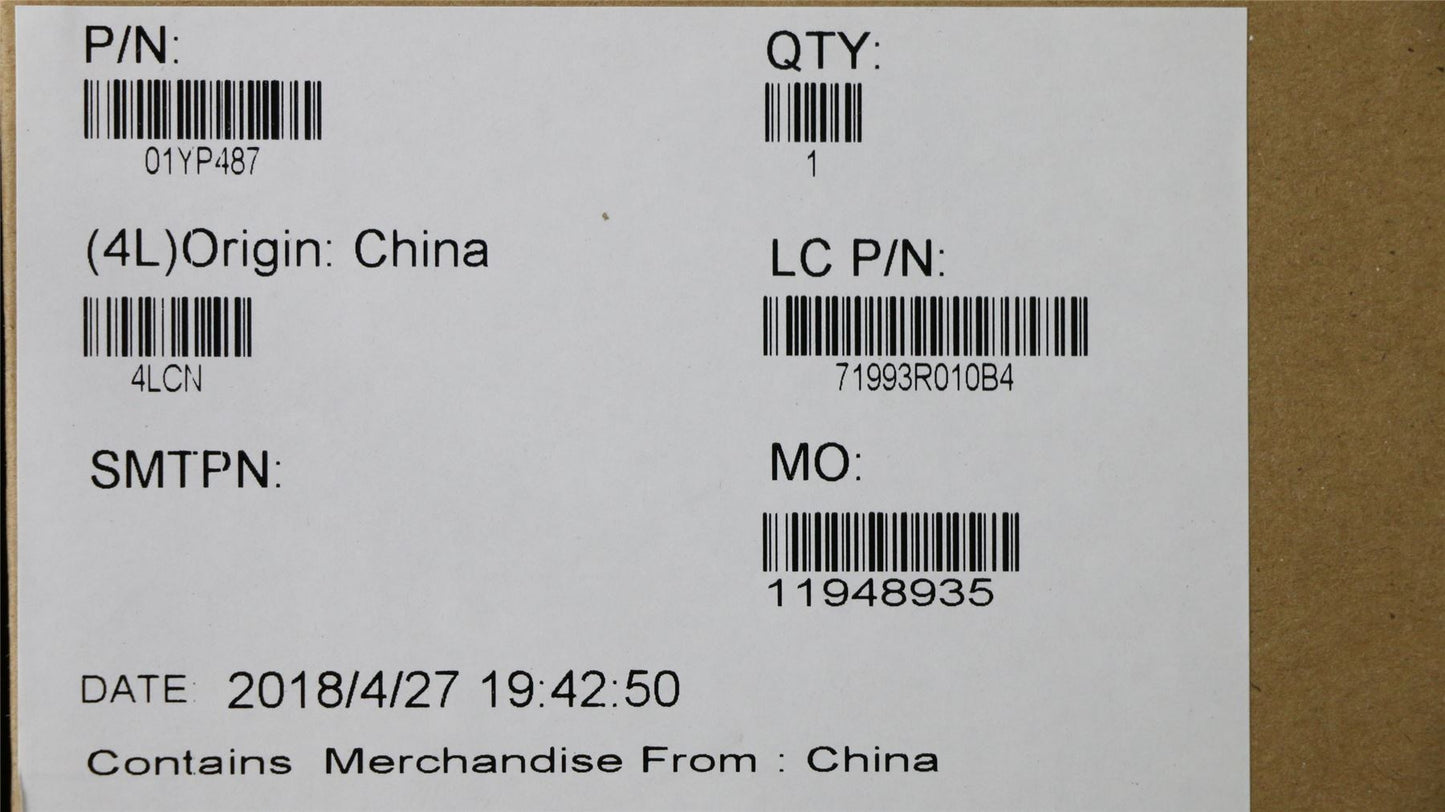 P/N:
01YP487
QTY:
1
(4L)Origin: China
4LCN
LC P/N:
71993R010B4
SMTPN:
MO:
11948935
DATE: 2018/4/27 19:42:50
Contains Merchandise From : China